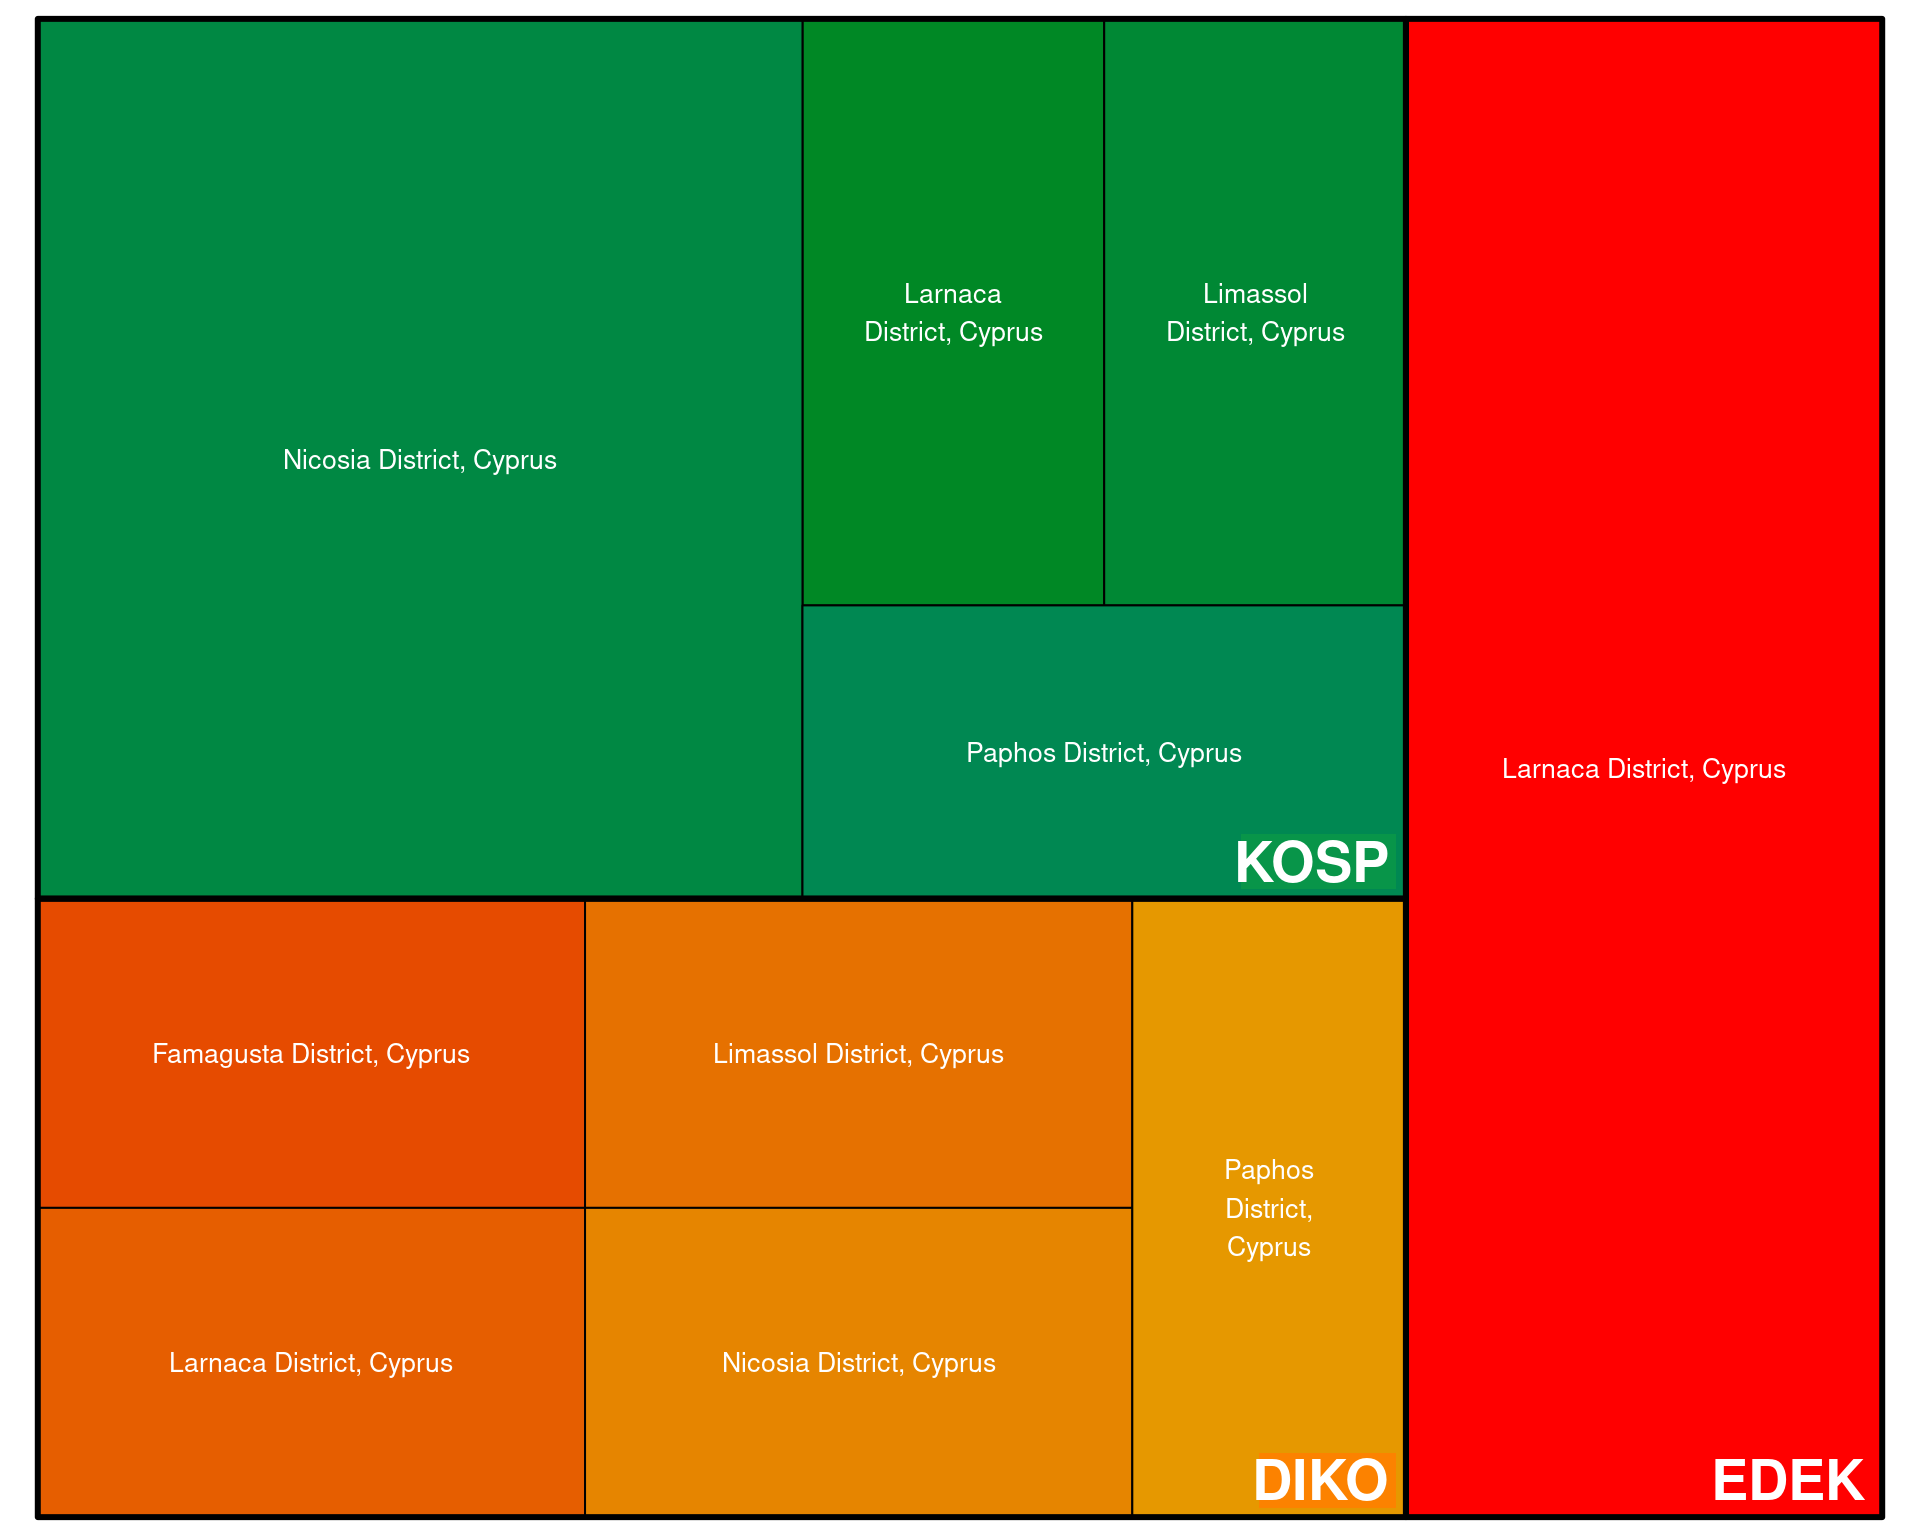 Nicosia District, Cyprus
Larnaca
District, Cyprus
Limassol
District, Cyprus
Paphos District, Cyprus
KOSP
Famagusta District, Cyprus
Limassol District, Cyprus
Larnaca District, Cyprus
Nicosia District, Cyprus
Paphos
District,
Cyprus
DIKO
Larnaca District, Cyprus
EDEK